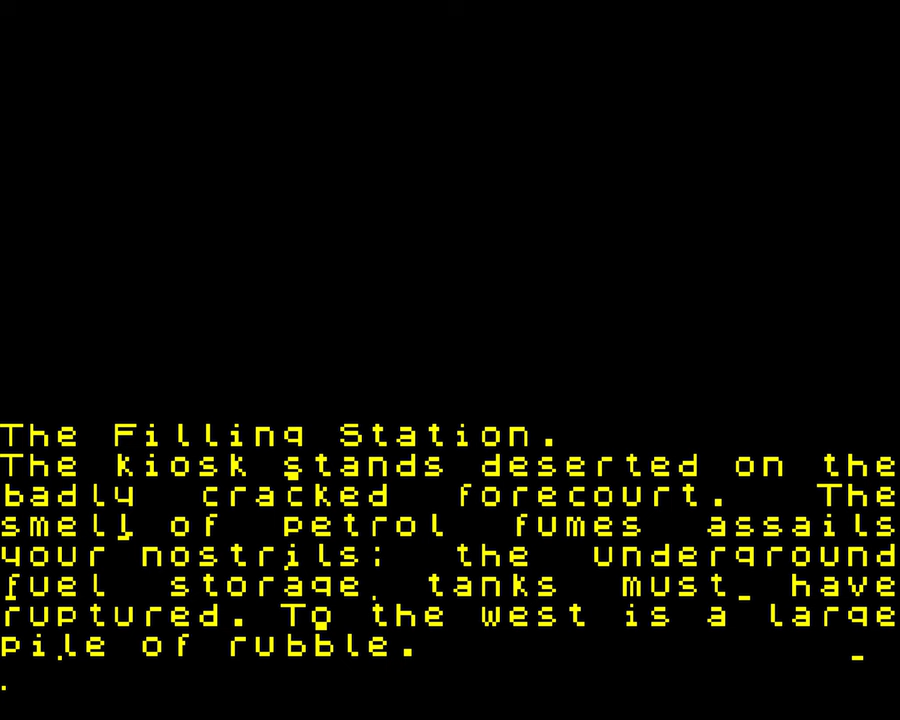 The Filling Station.
The kiosk stands deserted on the
badly cracked forecourt. The
smell of petrol fumes assails
your nostrils: the underground
fuel storage tanks must have
ruptured. To the west is a large
pile of rubble.